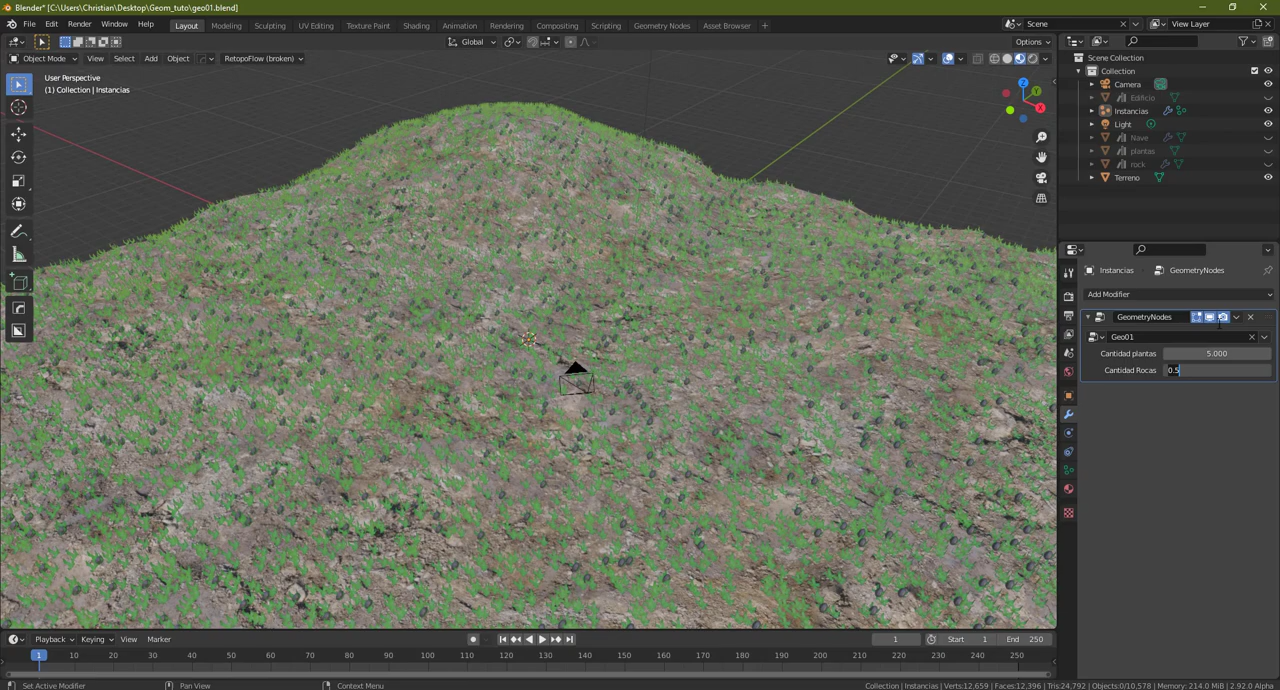 Blender* [C:\Users\Christian\Desktop\Geom_tuto\geo01.blend]
File Edit Render Window Help Layout Modeling Sculpting UV Editing Texture Paint Shading Animation Rendering Compositing Scripting Geometry Nodes Asset Browser + Scene View Layer
Global Options
Object Mode View Select Add Object RetopoFlow (broken)
User Perspective
(1) Collection | Instancias
Z
Y
X
Scene Collection
Collection
Camera
Edificio
Instancias
Light
Nave
plantas
rock
Terreno
Instancias GeometryNodes
Add Modifier
GeometryNodes
Geo01
Cantidad plantas 5.000
Cantidad Rocas 0.5
Playback Keying View Marker 1 Start 1 End 250
1 10 20 30 40 50 60 70 80 90 100 110 120 130 140 150 160 170 180 190 200 210 220 230 240 250
Set Active Modifier Pan View Context Menu Collection | Instancias | Verts:12,659 | Faces:12,396 | Tris:24,792 | Objects:0/10,578 | Memory: 214.0 MiB | 2.92.0 Alpha